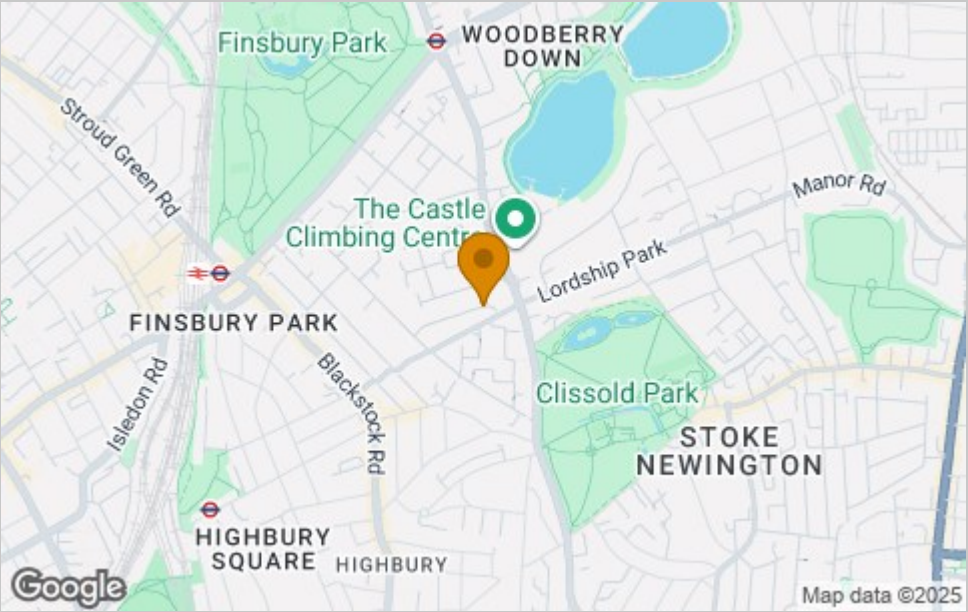 Finsbury Park
WOODBERRY
DOWN
Stroud Green Rd
Manor Rd
The Castle
Climbing Centre
Lordship Park
FINSBURY PARK
Isledon Rd
Blackstock Rd
Clissold Park
STOKE
NEWINGTON
HIGHBURY
SQUARE
HIGHBURY
Google
Map data ©2025